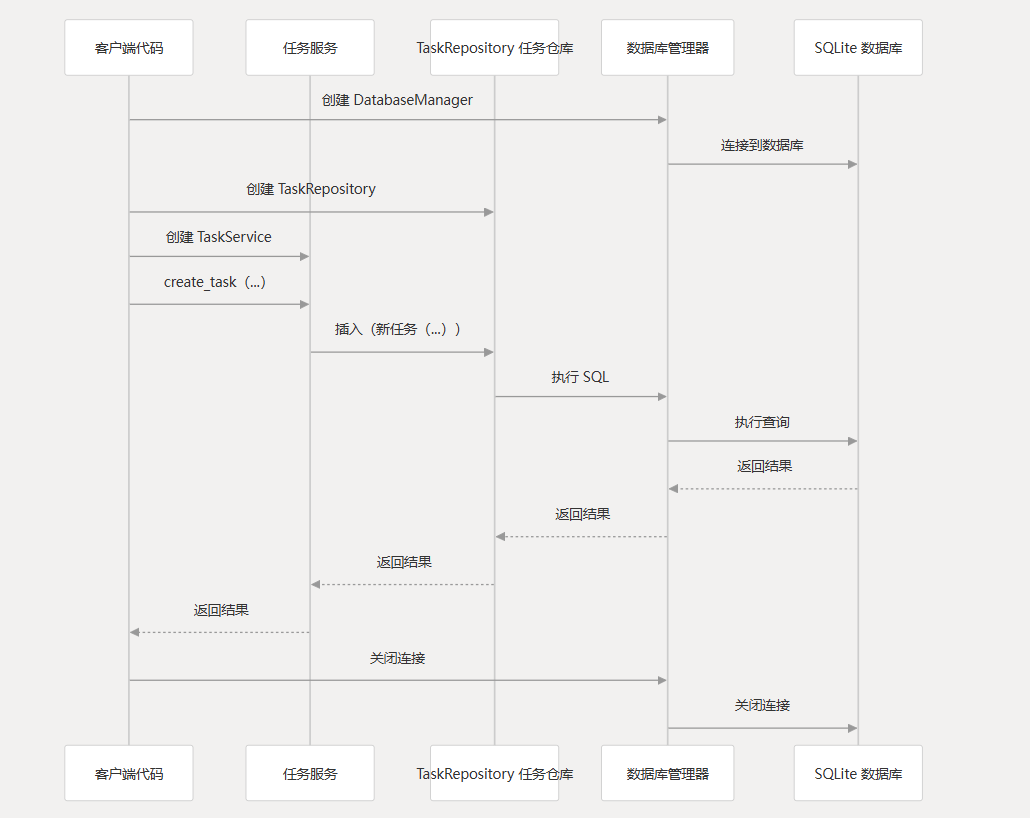 客户端代码
任务服务
TaskRepository 任务仓库
数据库管理器
SQLite 数据库
创建 DatabaseManager
连接到数据库
创建 TaskRepository
创建 TaskService
create_task（...）
插入（新任务（...））
执行 SQL
执行查询
返回结果
返回结果
返回结果
返回结果
关闭连接
关闭连接
客户端代码
任务服务
TaskRepository 任务仓库
数据库管理器
SQLite 数据库